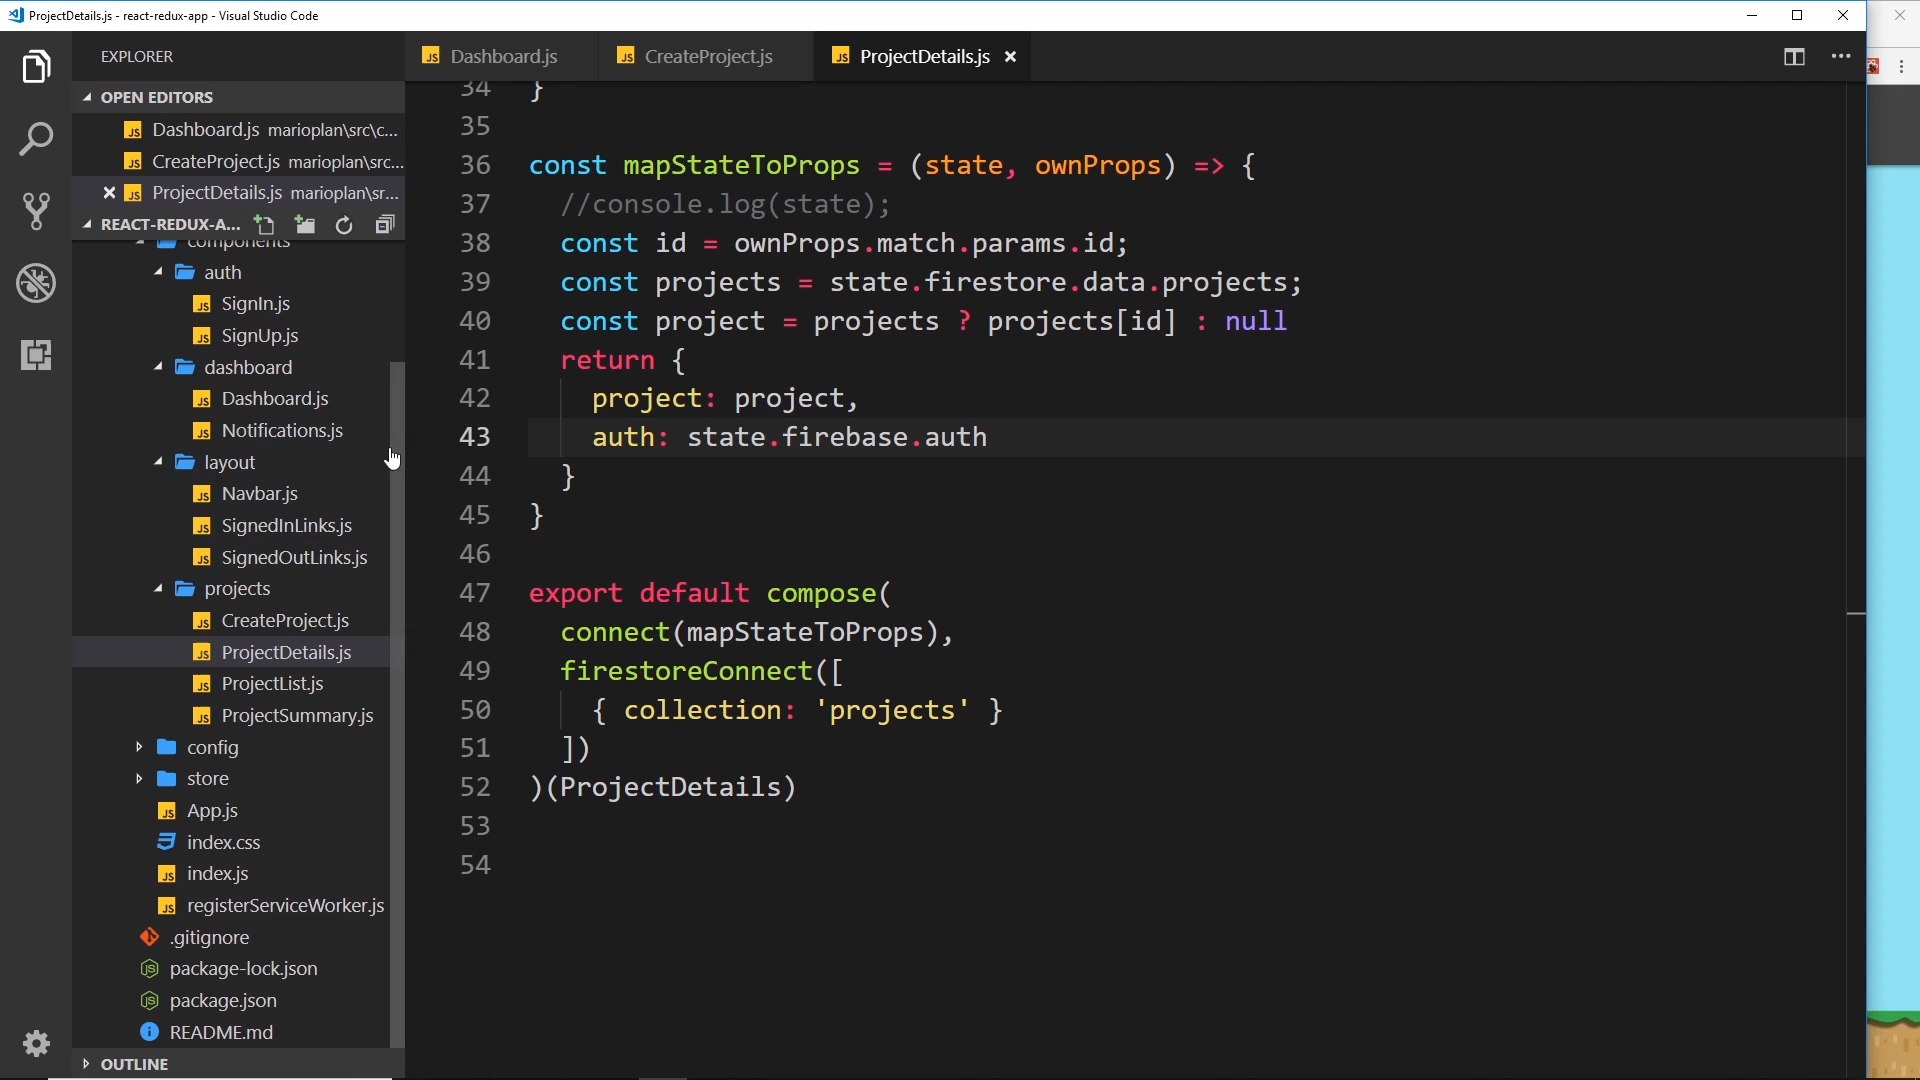 ProjectDetails.js - react-redux-app - Visual Studio Code
EXPLORER
OPEN EDITORS
Dashboard.js marioplan\src\c...
CreateProject.js marioplan\src...
ProjectDetails.js marioplan\sr...
REACT-REDUX-A...
components
auth
SignIn.js
SignUp.js
dashboard
Dashboard.js
Notifications.js
layout
Navbar.js
SignedInLinks.js
SignedOutLinks.js
projects
CreateProject.js
ProjectDetails.js
ProjectList.js
ProjectSummary.js
config
store
App.js
index.css
index.js
registerServiceWorker.js
.gitignore
package-lock.json
package.json
README.md
OUTLINE
Dashboard.js
CreateProject.js
ProjectDetails.js
34 }
35
36 const mapStateToProps = (state, ownProps) => {
37 //console.log(state);
38 const id = ownProps.match.params.id;
39 const projects = state.firestore.data.projects;
40 const project = projects ? projects[id] : null
41 return {
42 project: project,
43 auth: state.firebase.auth
44 }
45 }
46
47 export default compose(
48 connect(mapStateToProps),
49 firestoreConnect([
50 { collection: 'projects' }
51 ])
52 )(ProjectDetails)
53
54